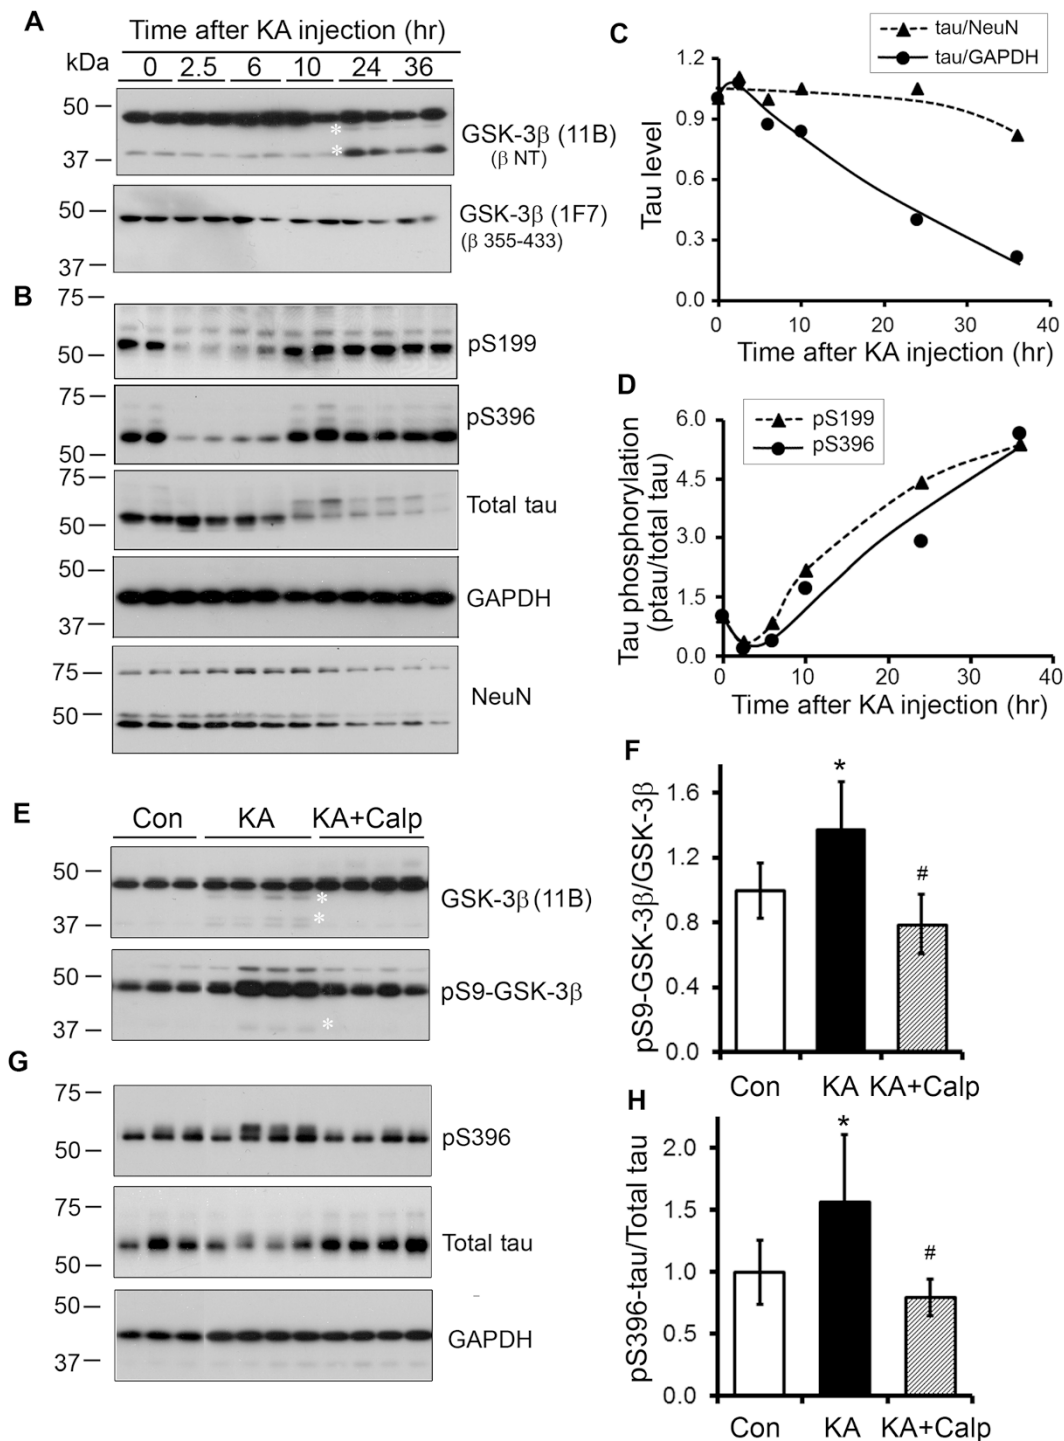 A
Time after KA injection (hr)
kDa
0 2.5 6 10 24 36
50
37
*
*
GSK-3β (11B)
(β NT)
50
37
GSK-3β (1F7)
(β 355-433)
B
75
50
pS199
75
50
pS396
75
50
Total tau
50
37
GAPDH
75
50
NeuN
C
tau/NeuN
tau/GAPDH
Tau level
1.2
0.9
0.6
0.3
0.0
0 10 20 30 40
Time after KA injection (hr)
D
pS199
pS396
Tau phosphorylation
(ptau/total tau)
6.0
4.5
3.0
1.5
0.0
0 10 20 30 40
Time after KA injection (hr)
E
Con KA KA+Calp
50
37
*
*
GSK-3β (11B)
50
37
*
pS9-GSK-3β
F
pS9-GSK-3β/GSK-3β
1.6
1.2
0.8
0.4
0.0
*
#
Con KA KA+Calp
G
75
50
pS396
75
50
Total tau
50
37
GAPDH
H
pS396-tau/Total tau
2.0
1.5
1.0
0.5
0.0
*
#
Con KA KA+Calp